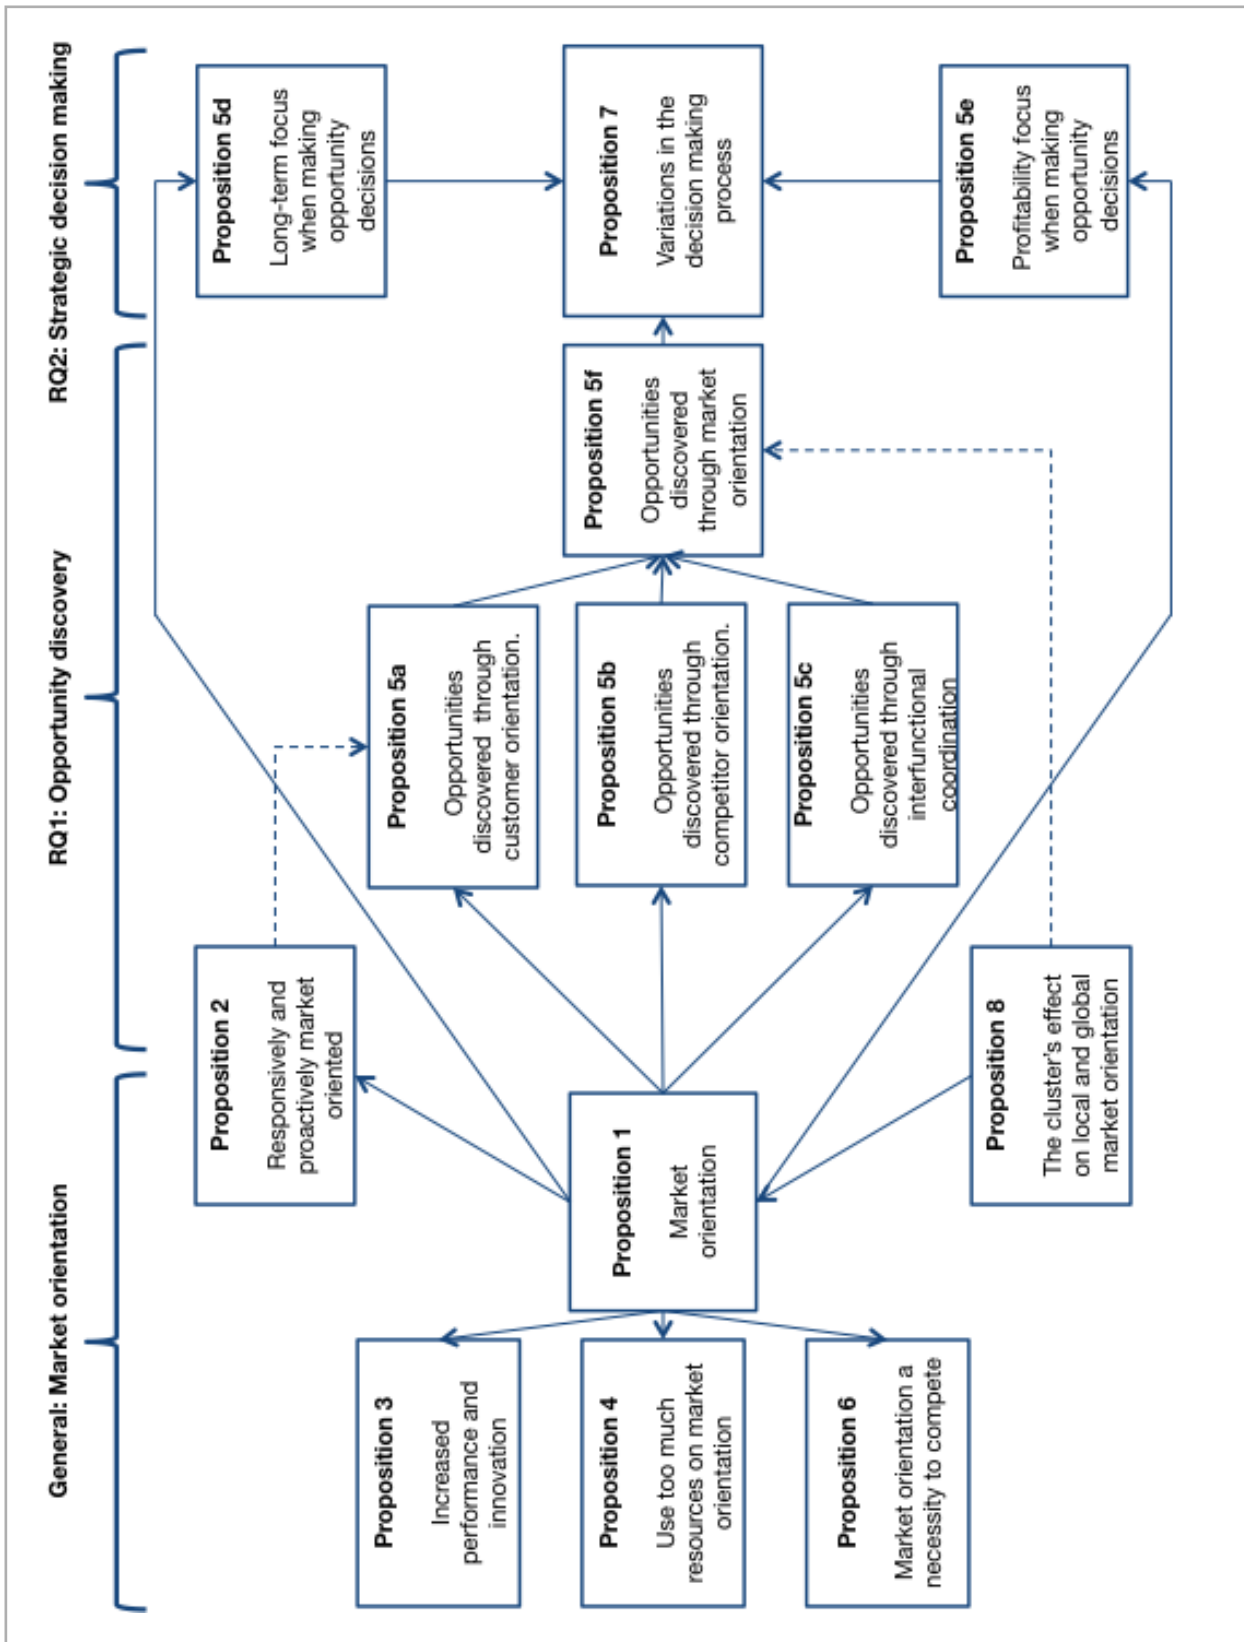 General: Market orientation
RQ1: Opportunity discovery
RQ2: Strategic decision making
Proposition 3
Increased
performance and
innovation
Proposition 4
Use too much
resources on market
orientation
Proposition 6
Market orientation a
necessity to compete
Proposition 1
Market
orientation
Proposition 2
Responsively and
proactively market
oriented
Proposition 8
The cluster's effect
on local and global
market orientation
Proposition 5a
Opportunities
discovered through
customer orientation.
Proposition 5b
Opportunities
discovered through
competitor orientation.
Proposition 5c
Opportunities
discovered through
interfunctional
coordination
Proposition 5f
Opportunities
discovered
through market
orientation
Proposition 5d
Long-term focus
when making
opportunity
decisions
Proposition 7
Variations in the
decision making
process
Proposition 5e
Profitability focus
when making
opportunity
decisions